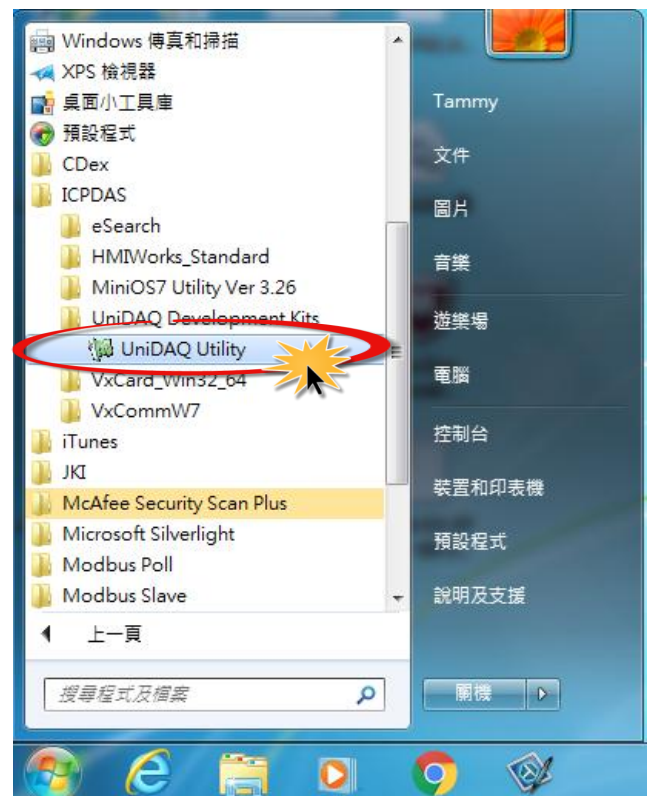 Windows 傳真和掃描
XPS 檢視器
桌面小工具庫
預設程式
CDex
ICPDAS
eSearch
HMIWorks_Standard
MiniOS7 Utility Ver 3.26
UniDAQ Development Kits
UniDAQ Utility
VxCard_Win32_64
VxCommW7
iTunes
JKI
McAfee Security Scan Plus
Microsoft Silverlight
Modbus Poll
Modbus Slave
上一頁
搜尋程式及檔案
Tammy
文件
圖片
音樂
遊樂場
電腦
控制台
裝置和印表機
預設程式
說明及支援
關機